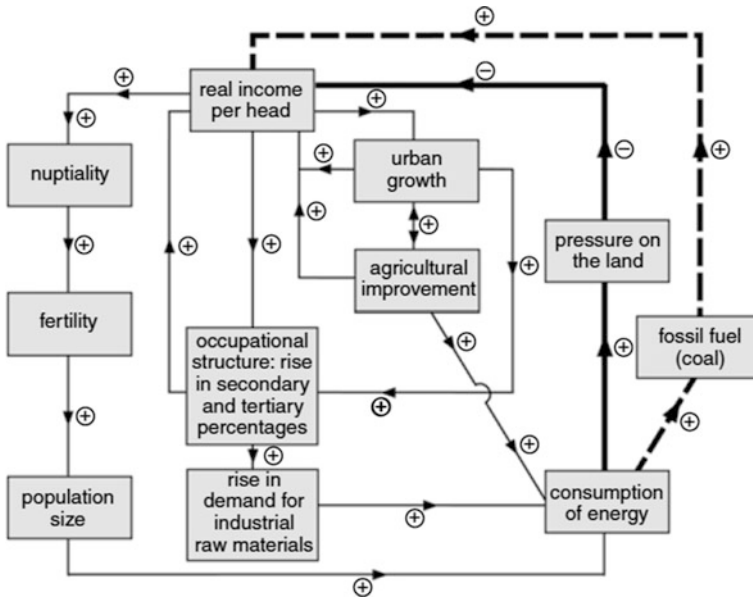 real income
per head
nuptiality
urban
growth
pressure on
the land
agricultural
improvement
fertility
occupational
structure: rise
in secondary
and tertiary
percentages
fossil fuel
(coal)
population
size
rise in
demand for
industrial
raw materials
consumption
of energy